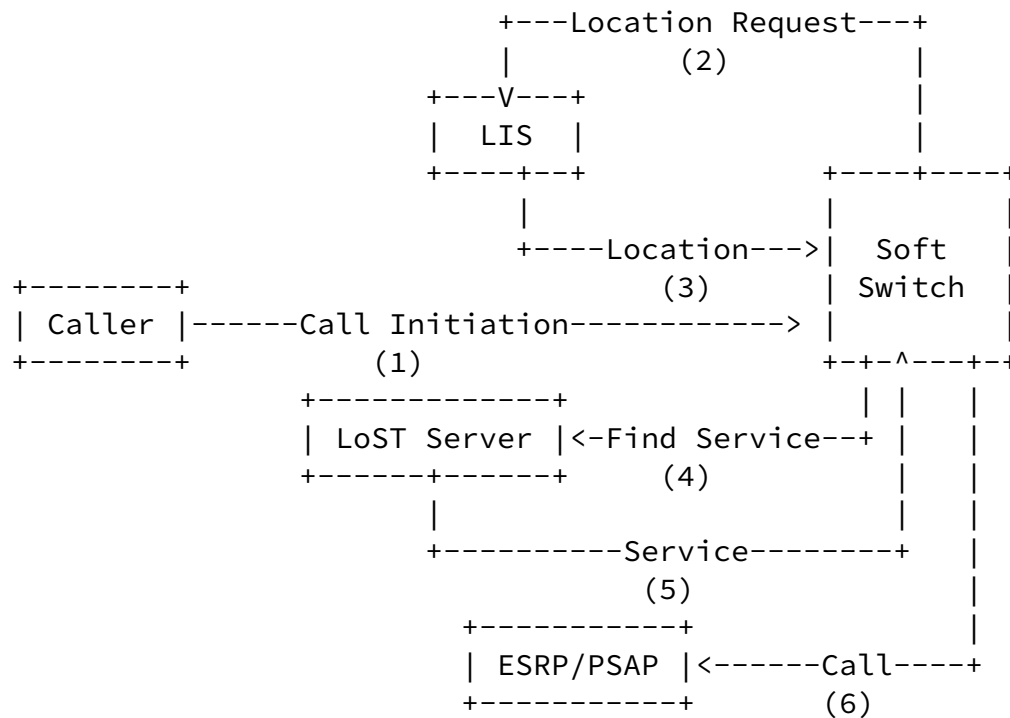 +---Location Request---+
|         (2)          |
+---V---+                  |
|  LIS  |                  |
+----+--+             +----+----+
|                |         |
+----Location--->|  Soft   |
+--------+                          (3)      | Switch  |
| Caller |------Call Initiation------------> |         |
+--------+          (1)                      +-+-^---+-+
+-------------+                | |   |
| LoST Server |<-Find Service--+ |   |
+------+------+     (4)          |   |
|                         |   |
+----------Service--------+   |
(5)               |
+-----------+               |
| ESRP/PSAP |<------Call----+
+-----------+       (6)